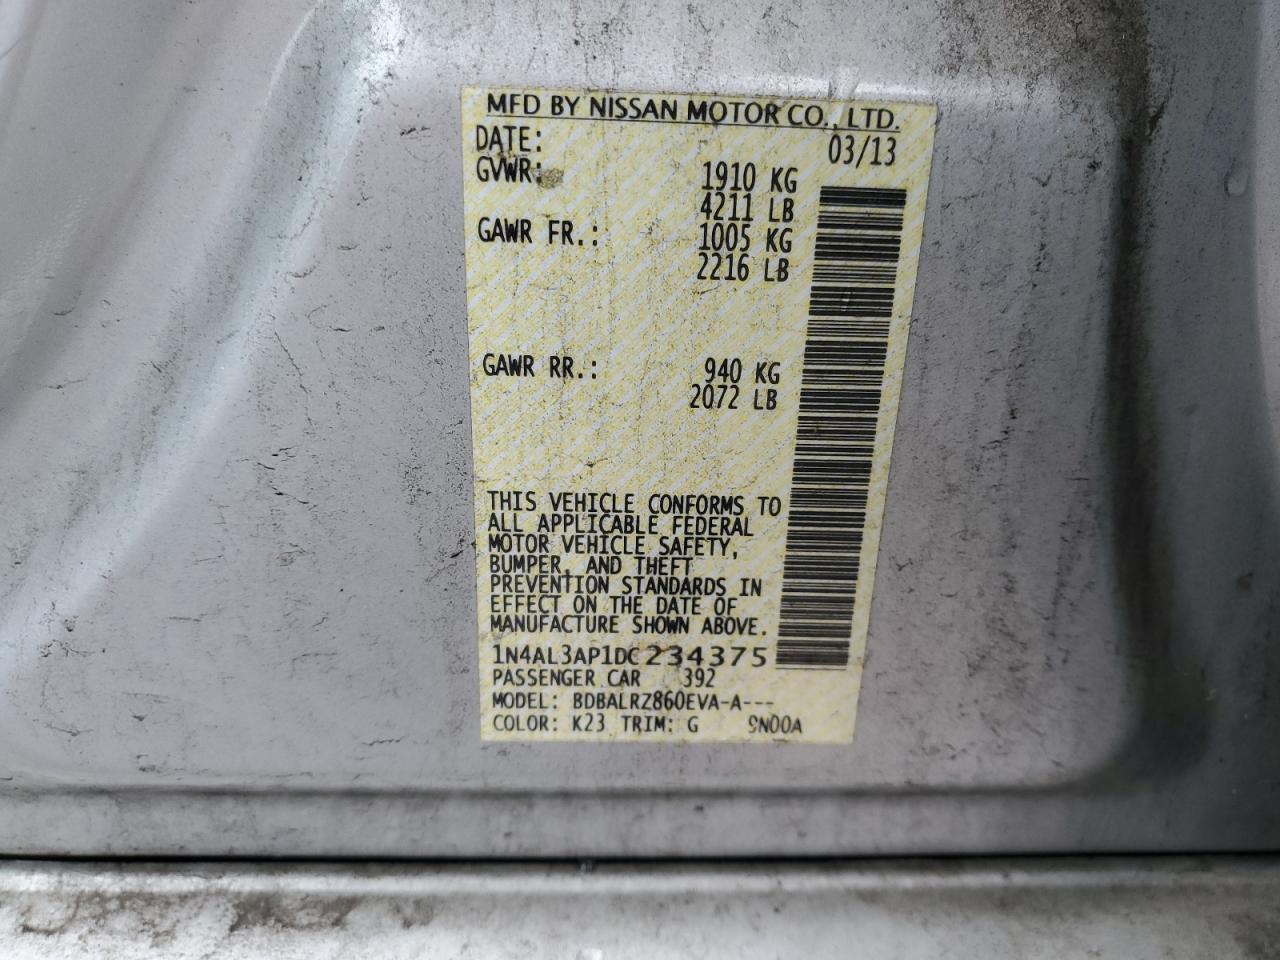 MFD BY NISSAN MOTOR CO., LTD.
DATE: 03/13
GVWR: 1910 KG
4211 LB
GAWR FR.: 1005 KG
2216 LB
GAWR RR.: 940 KG
2072 LB
THIS VEHICLE CONFORMS TO
ALL APPLICABLE FEDERAL
MOTOR VEHICLE SAFETY,
BUMPER, AND THEFT
PREVENTION STANDARDS IN
EFFECT ON THE DATE OF
MANUFACTURE SHOWN ABOVE.
1N4AL3AP1DC234375
PASSENGER CAR 392
MODEL: BDBALRZ860EVA-A---
COLOR: K23 TRIM: G 9N00A